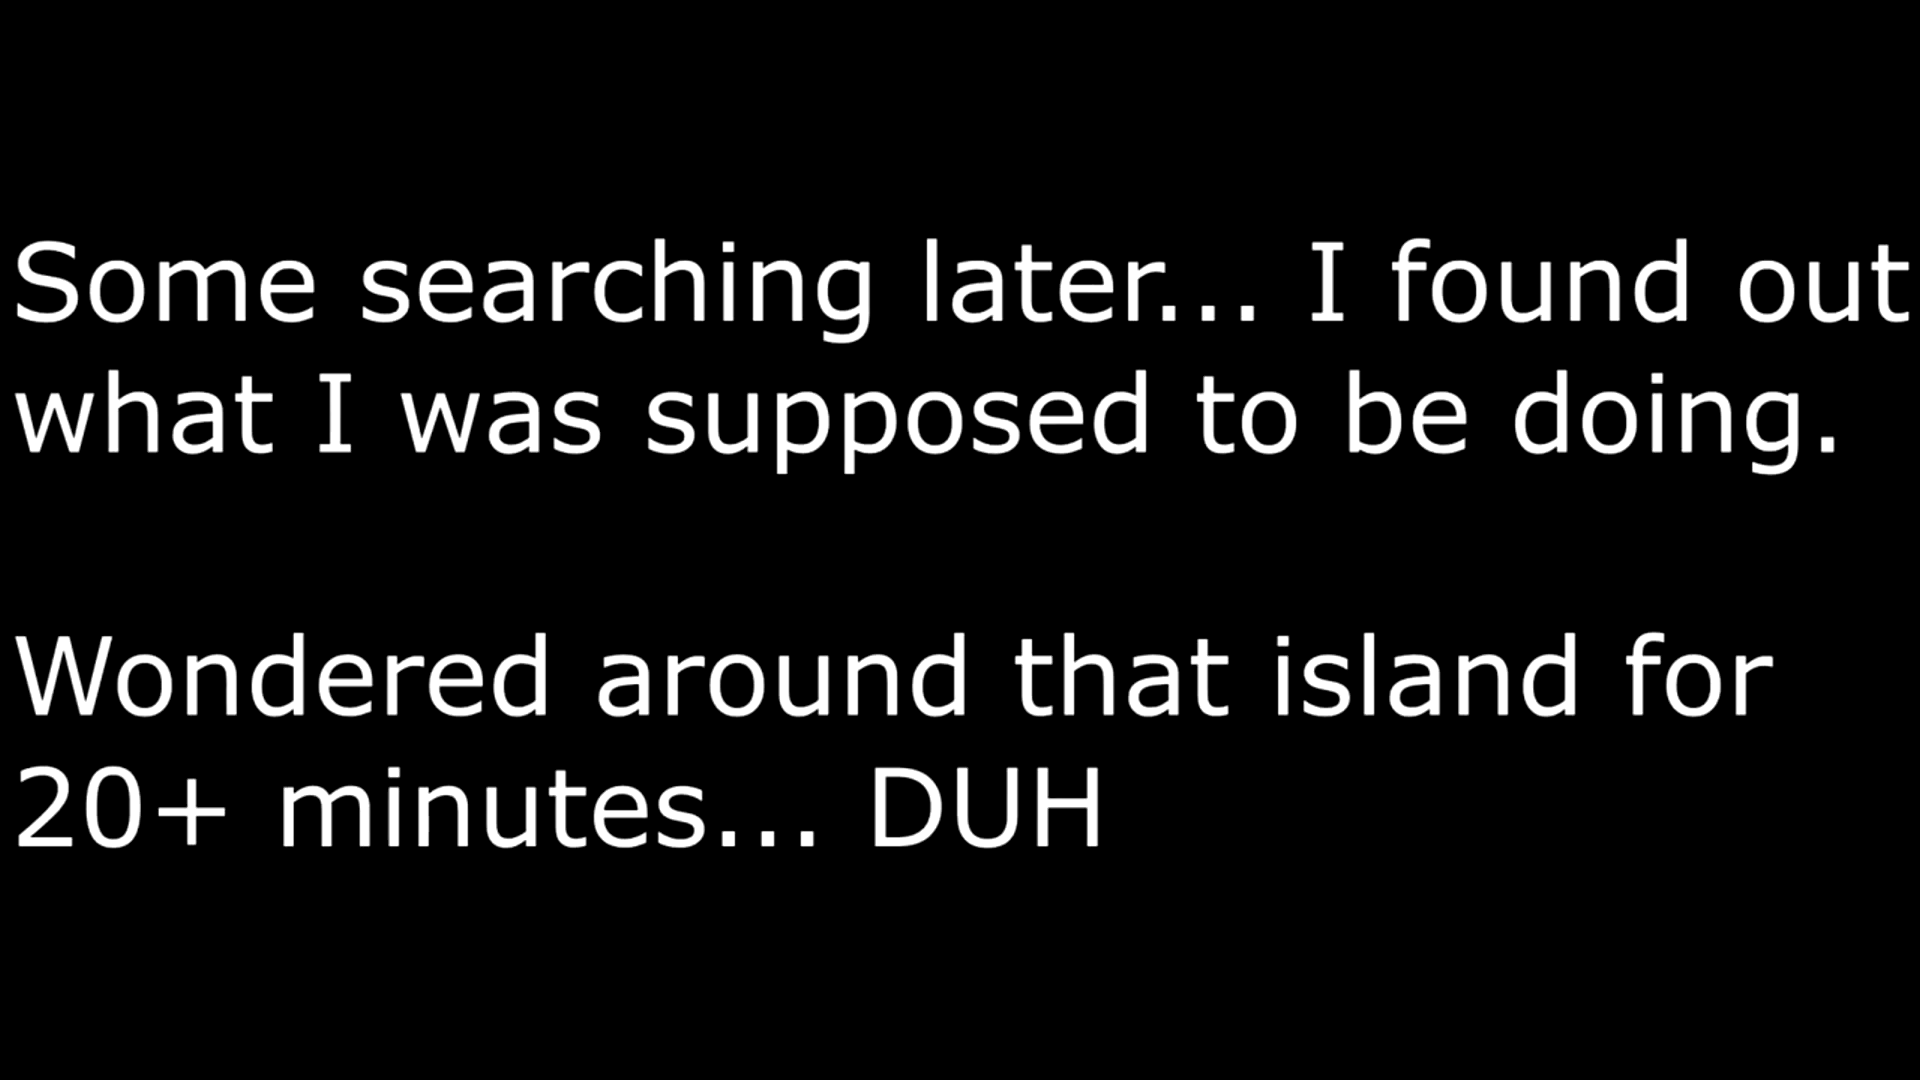 Some searching later... I found out
what I was supposed to be doing.
Wondered around that island for
20+ minutes... DUH